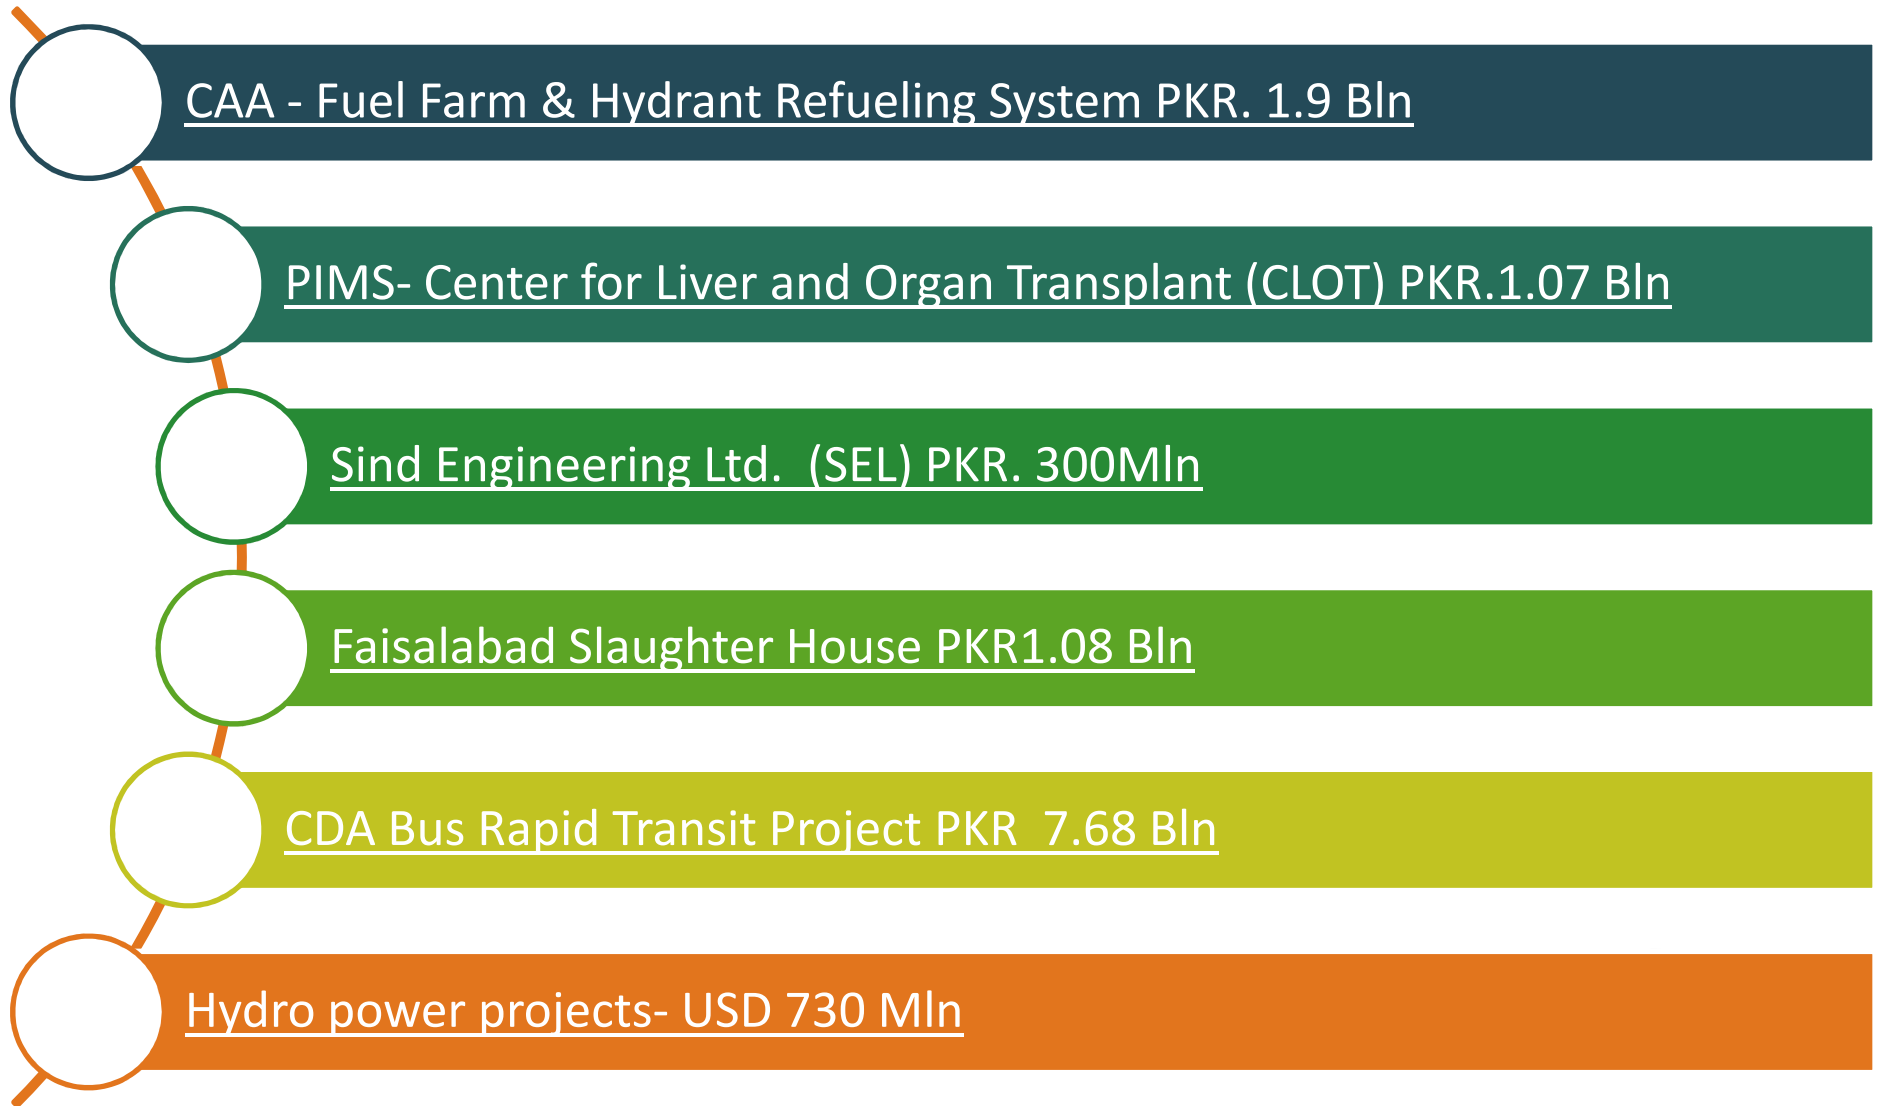 CAA - Fuel Farm & Hydrant Refueling System PKR. 1.9 Bln
PIMS- Center for Liver and Organ Transplant (CLOT) PKR.1.07 Bln
Sind Engineering Ltd.  (SEL) PKR. 300Mln
Faisalabad Slaughter House PKR1.08 Bln
CDA Bus Rapid Transit Project PKR  7.68 Bln
Hydro power projects- USD 730 Mln